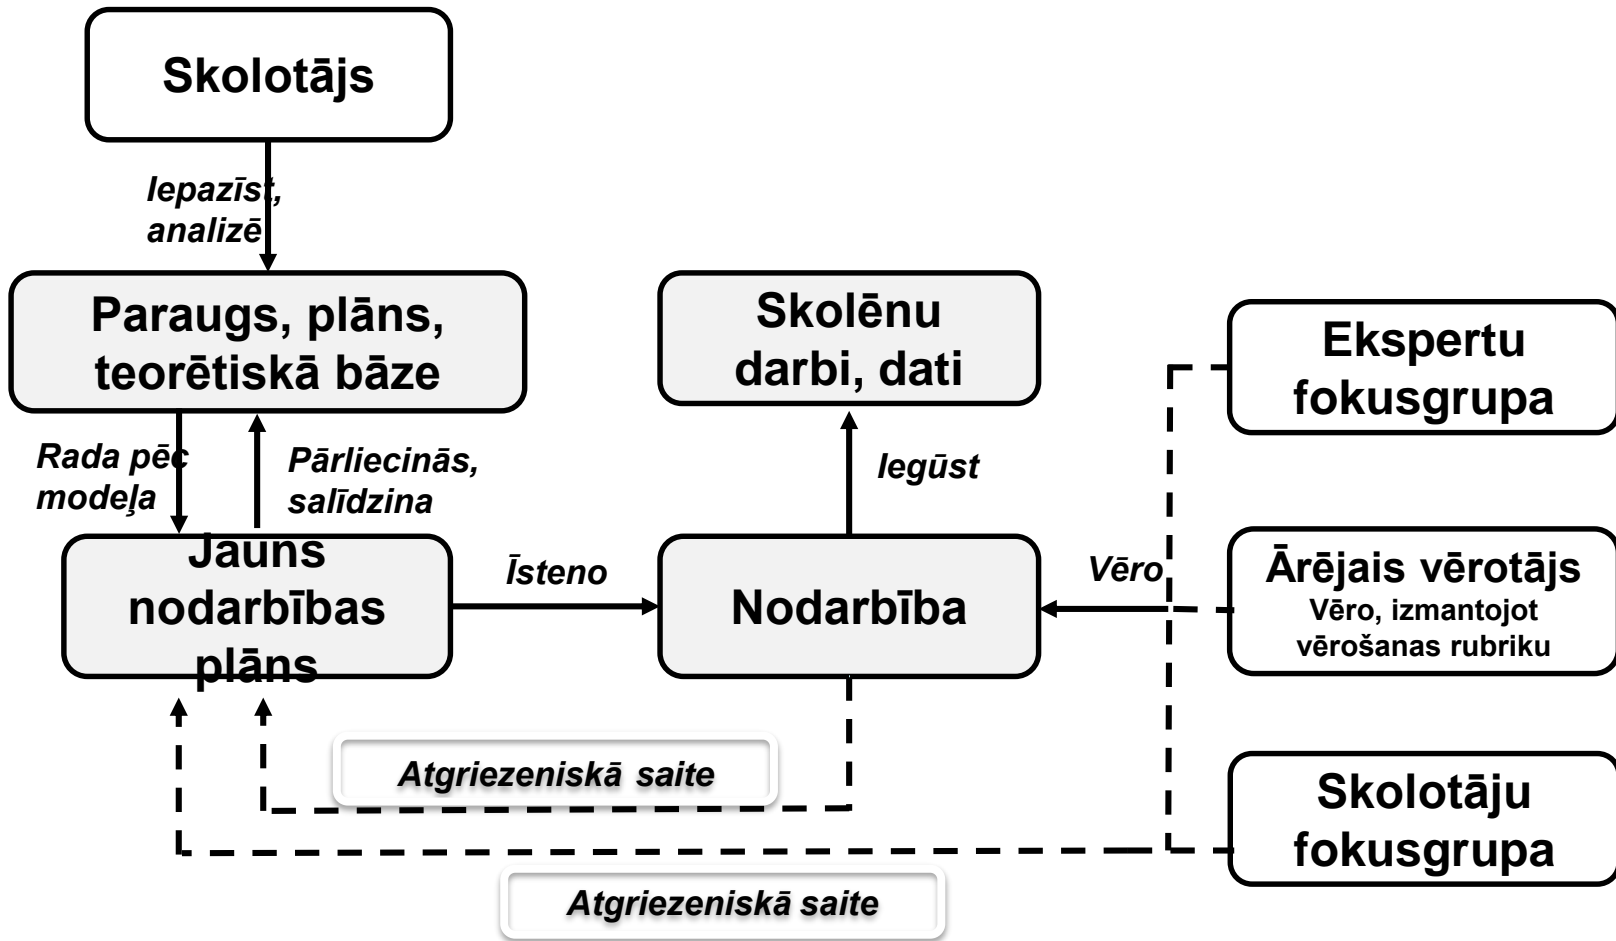 Skolotājs
Iepazīst,
analizē
Paraugs, plāns,
teorētiskā bāze
Skolēnu
darbi, dati
Ekspertu
fokusgrupa
Rada pēc
modeļa
Pārliecinās,
salīdzina
Iegūst
Jauns
nodarbības
plāns
Īsteno
Nodarbība
Vēro
Ārējais vērotājs
Vēro, izmantojot
vērošanas rubriku
Atgriezeniskā saite
Skolotāju
fokusgrupa
Atgriezeniskā saite